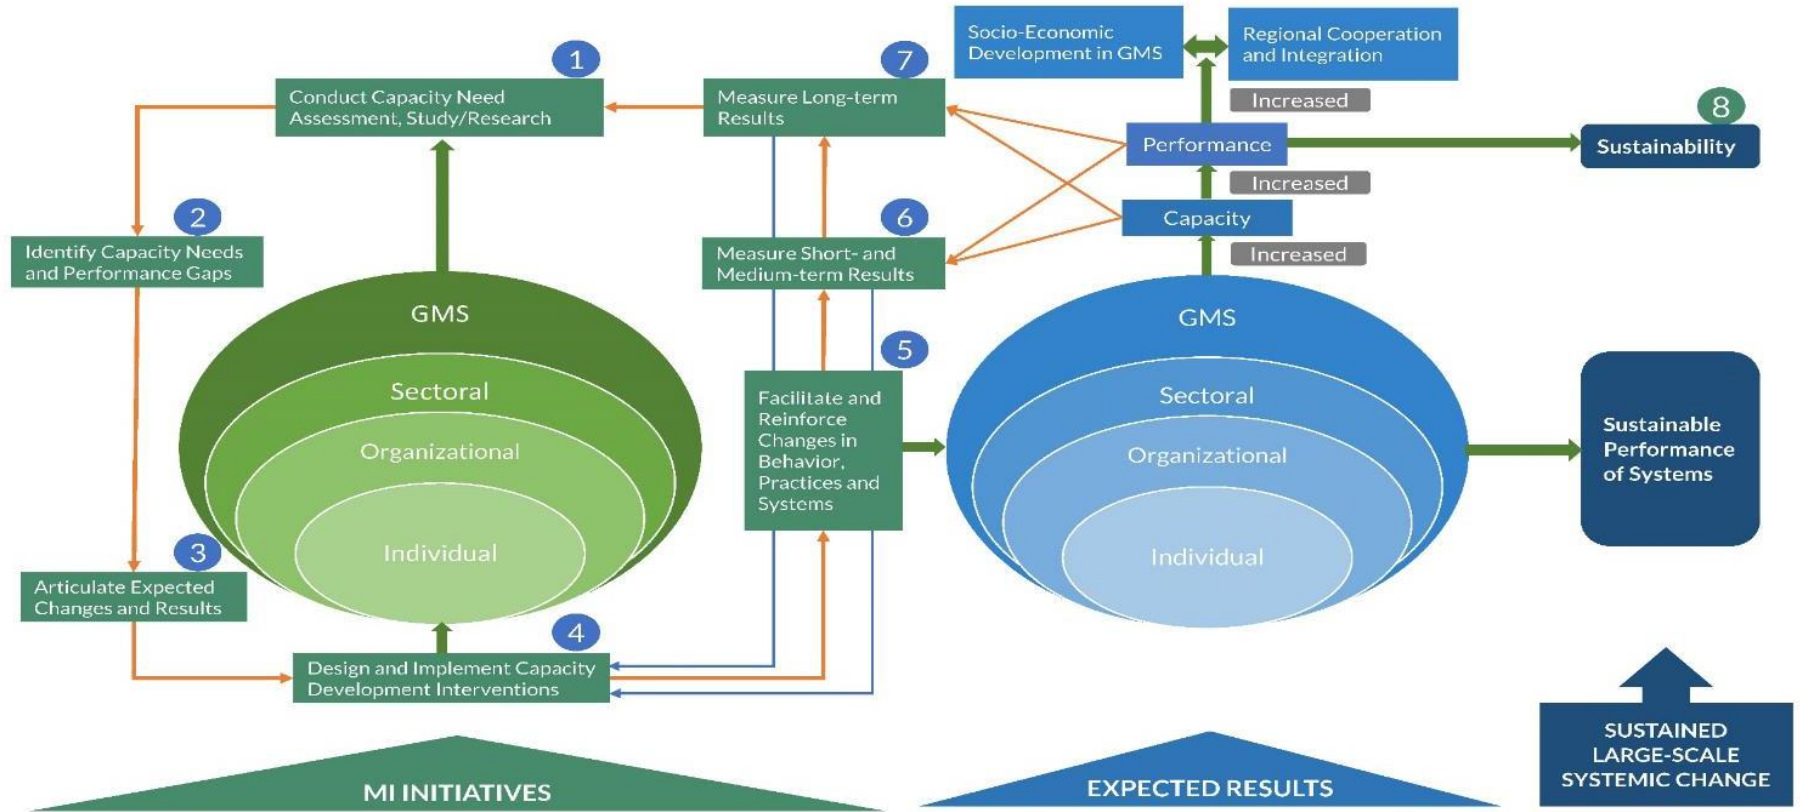 1
Conduct Capacity Need
Assessment, Study/Research
2
Identify Capacity Needs
and Performance Gaps
3
Articulate Expected
Changes and Results
4
Design and Implement Capacity
Development Interventions
GMS
Sectoral
Organizational
Individual
7
Measure Long-term
Results
6
Measure Short- and
Medium-term Results
5
Facilitate and
Reinforce
Changes in
Behavior,
Practices and
Systems
Socio-Economic
Development in GMS
Regional Cooperation
and Integration
Increased
Performance
Increased
Capacity
Increased
GMS
Sectoral
Organizational
Individual
8
Sustainability
Sustainable
Performance
of Systems
MI INITIATIVES
EXPECTED RESULTS
SUSTAINED
LARGE-SCALE
SYSTEMIC CHANGE